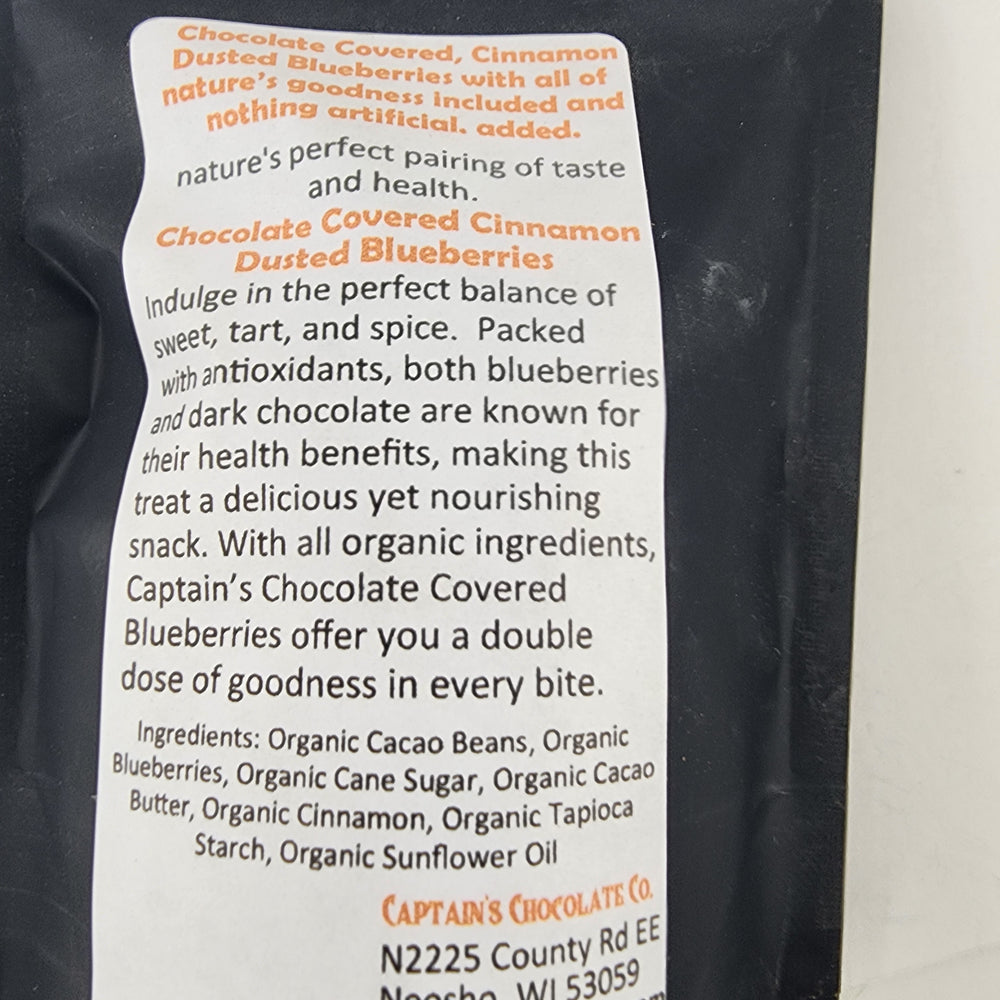 Chocolate Covered, Cinnamon
Dusted Blueberries with all of
nature's goodness included and
nothing artificial. added.
nature's perfect pairing of taste
and health.
Chocolate Covered Cinnamon
Dusted Blueberries
Indulge in the perfect balance of
sweet, tart, and spice. Packed
with antioxidants, both blueberries
and dark chocolate are known for
their health benefits, making this
treat a delicious yet nourishing
snack. With all organic ingredients,
Captain's Chocolate Covered
Blueberries offer you a double
dose of goodness in every bite.
Ingredients: Organic Cacao Beans, Organic
Blueberries, Organic Cane Sugar, Organic Cacao
Butter, Organic Cinnamon, Organic Tapioca
Starch, Organic Sunflower Oil
CAPTAIN'S CHOCOLATE CO.
N2225 County Rd EE
Neosho, WI 53059